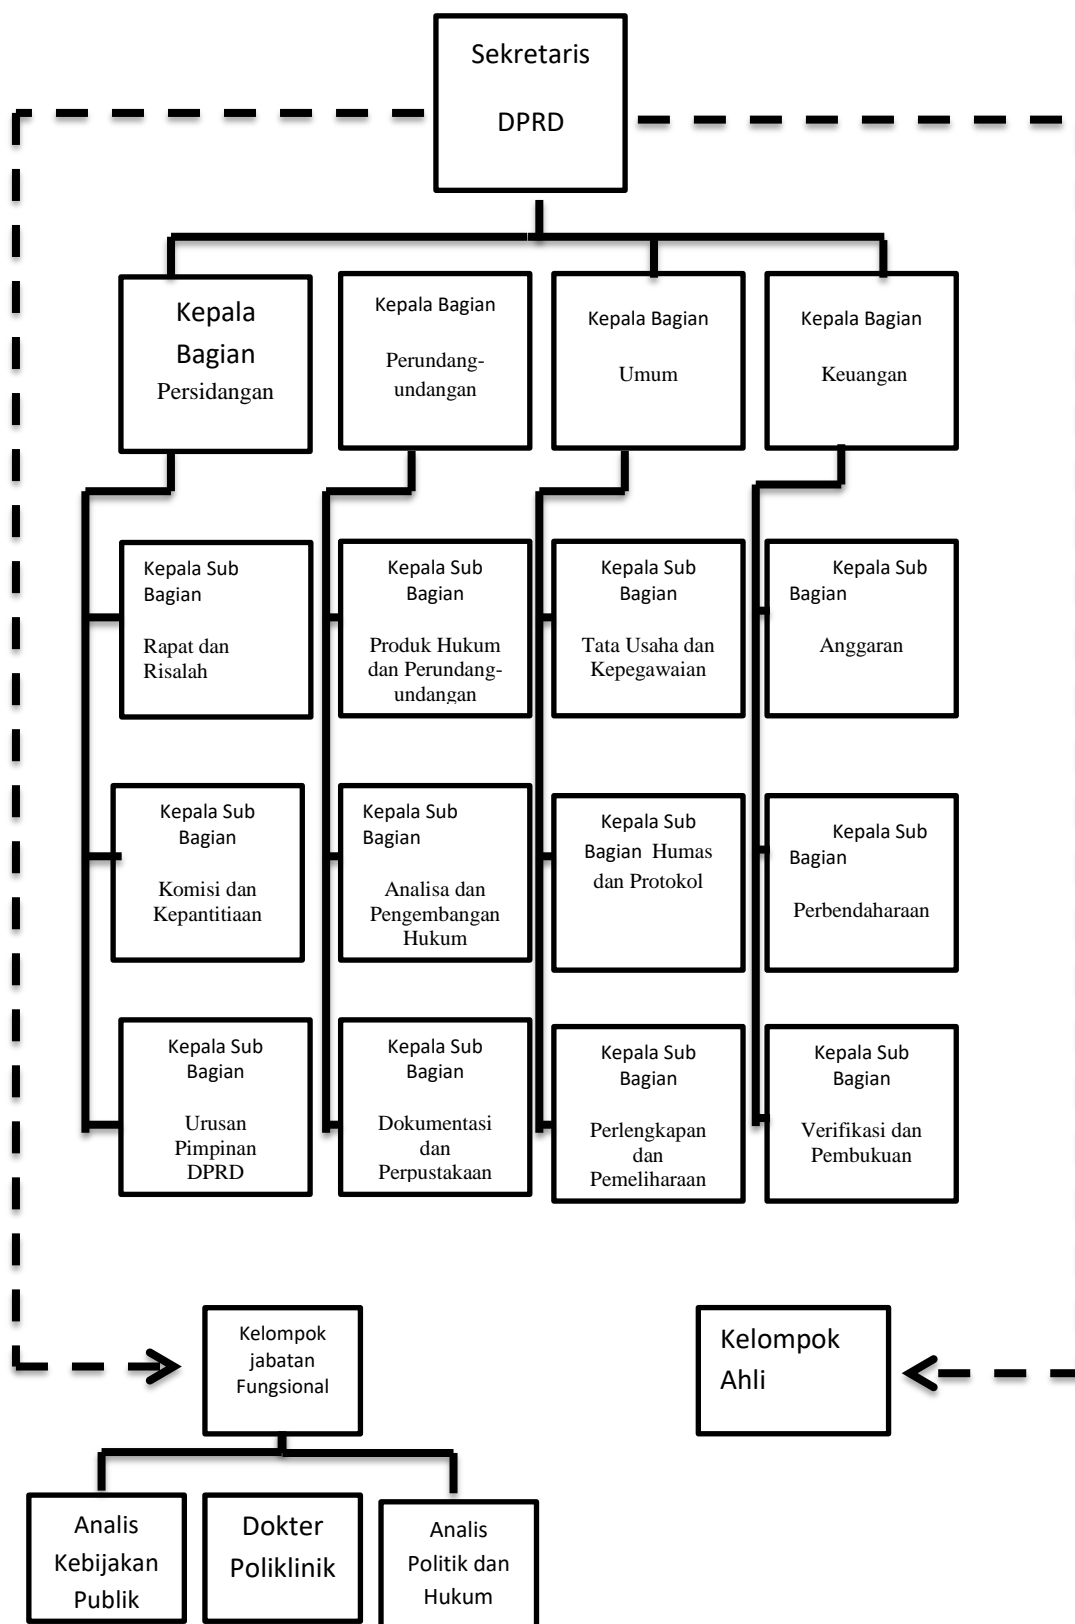 Sekretaris
DPRD
Kepala
Bagian
Persidangan
Kepala Bagian
Perundang-
undangan
Kepala Bagian
Umum
Kepala Bagian
Keuangan
Kepala Sub
Bagian
Rapat dan
Risalah
Kepala Sub
Bagian
Produk Hukum
dan Perundang-
undangan
Kepala Sub
Bagian
Tata Usaha dan
Kepegawaian
Kepala Sub
Bagian
Anggaran
Kepala Sub
Bagian
Komisi dan
Kepantitiaan
Kepala Sub
Bagian
Analisa dan
Pengembangan
Hukum
Kepala Sub
Bagian Humas
dan Protokol
Kepala Sub
Bagian
Perbendaharaan
Kepala Sub
Bagian
Urusan
Pimpinan
DPRD
Kepala Sub
Bagian
Dokumentasi
dan
Perpustakaan
Kepala Sub
Bagian
Perlengkapan
dan
Pemeliharaan
Kepala Sub
Bagian
Verifikasi dan
Pembukuan
Kelompok
jabatan
Fungsional
Kelompok
Ahli
Analis
Kebijakan
Publik
Dokter
Poliklinik
Analis
Politik dan
Hukum